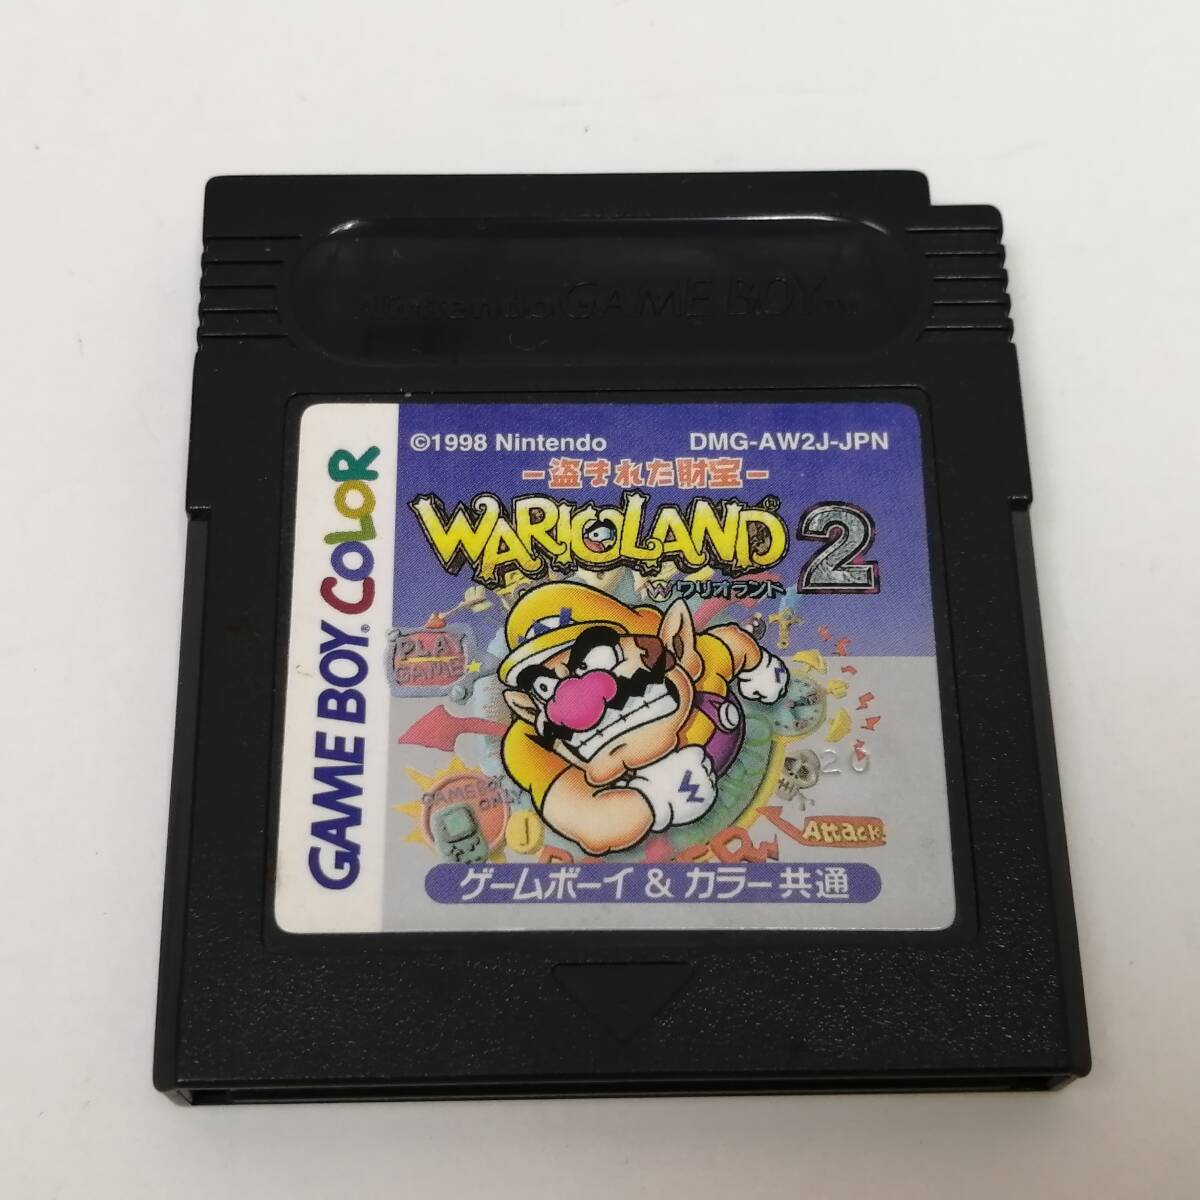 Nintendo GAME BOY™
GAME BOY® COLOR
©1998 Nintendo DMG-AW2J-JPN
-盗まれた財宝-
WARIOLAND® 2
ワリオランド
PLAY
GAME
GAMEBOY
ONLY
J
20
Attack
ゲームボーイ & カラー共通